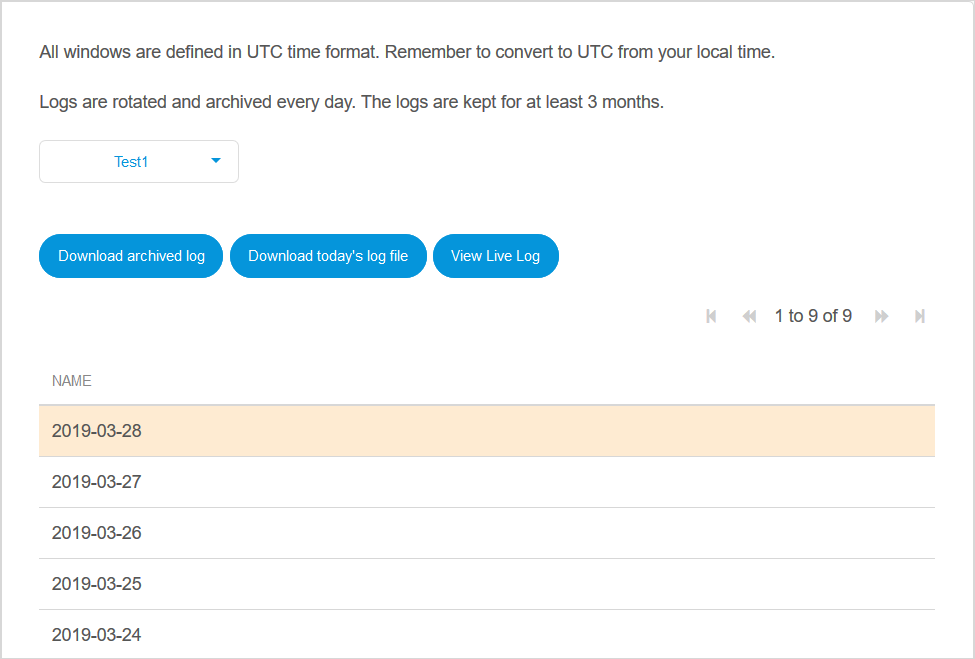 All windows are defined in UTC time format. Remember to convert to UTC from your local time.
Logs are rotated and archived every day. The logs are kept for at least 3 months.
Test1
Download archived log
Download today's log file
View Live Log
1 to 9 of 9
NAME
2019-03-28
2019-03-27
2019-03-26
2019-03-25
2019-03-24